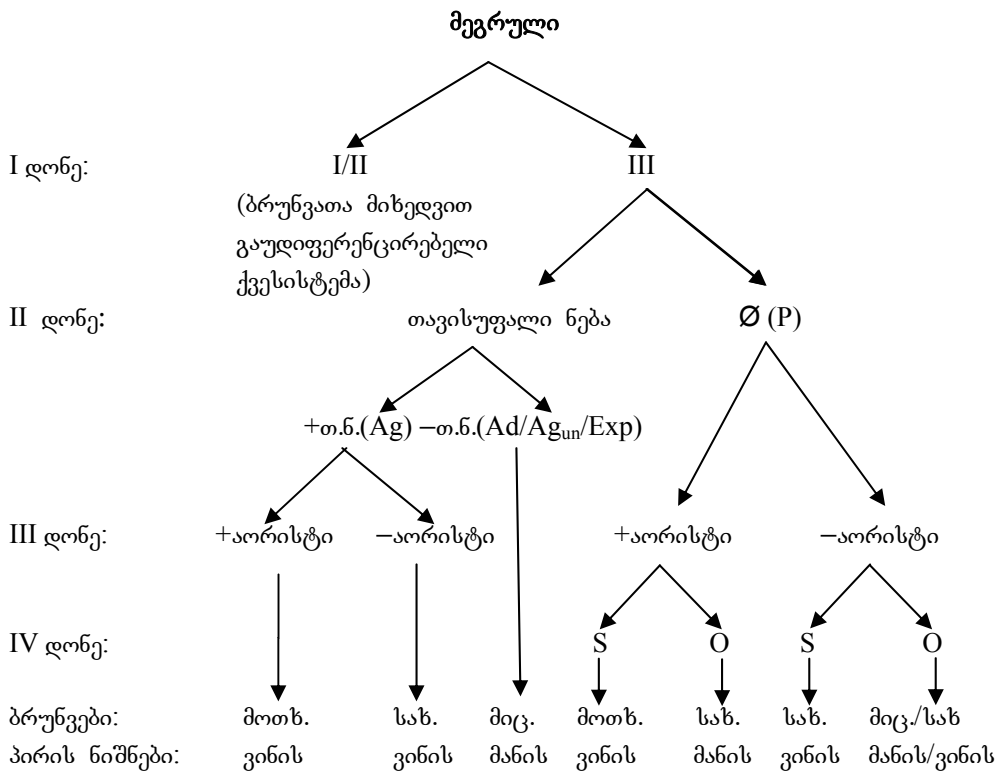 მეგრული
I დონე: I/II III
(ბრუნვათა მიხედვით
გაუდიფერენცირებელი
ქვესისტემა)
II დონე: თავისუფალი ნება Ø (P)
+თ.ნ.(Ag) –თ.ნ.(Ad/Agun/Exp)
III დონე: +აორისტი –აორისტი +აორისტი –აორისტი
IV დონე: S O S O
ბრუნვები: მოთხ. სახ. მიც. მოთხ. სახ. სახ. მიც./სახ
პირის ნიშნები: ვინის ვინის მანის ვინის მანის ვინის მანის/ვინის